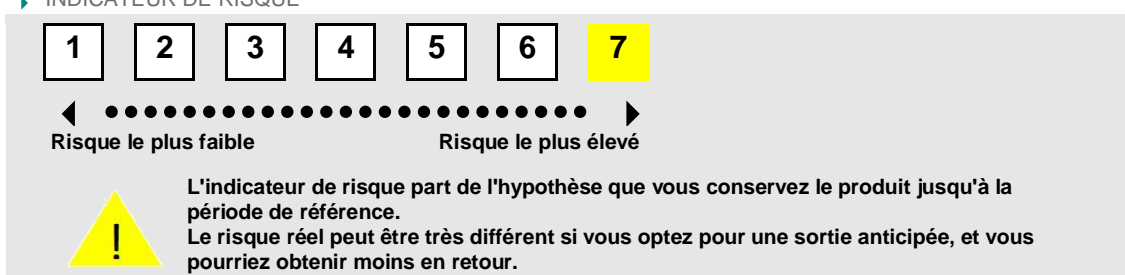 INDICATEUR DE RISQUE
1 2 3 4 5 6 7
Risque le plus faible Risque le plus élevé
L'indicateur de risque part de l'hypothèse que vous conservez le produit jusqu'à la
période de référence.
!
Le risque réel peut être très différent si vous optez pour une sortie anticipée, et vous
pourriez obtenir moins en retour.